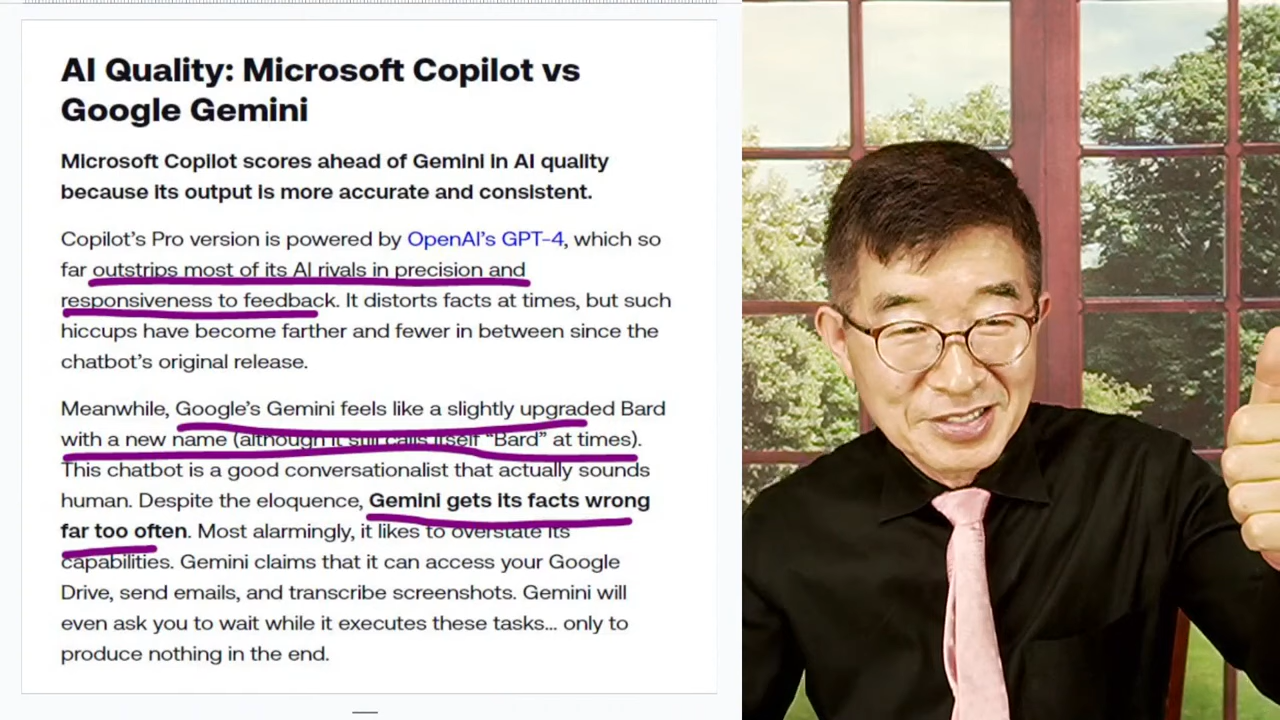 AI Quality: Microsoft Copilot vs
Google Gemini
Microsoft Copilot scores ahead of Gemini in AI quality
because its output is more accurate and consistent.
Copilot's Pro version is powered by OpenAI's GPT-4, which so
far outstrips most of its AI rivals in precision and
responsiveness to feedback. It distorts facts at times, but such
hiccups have become farther and fewer in between since the
chatbot's original release.
Meanwhile, Google's Gemini feels like a slightly upgraded Bard
with a new name (although it still calls itself “Bard” at times).
This chatbot is a good conversationalist that actually sounds
human. Despite the eloquence, Gemini gets its facts wrong
far too often. Most alarmingly, it likes to overstate its
capabilities. Gemini claims that it can access your Google
Drive, send emails, and transcribe screenshots. Gemini will
even ask you to wait while it executes these tasks... only to
produce nothing in the end.